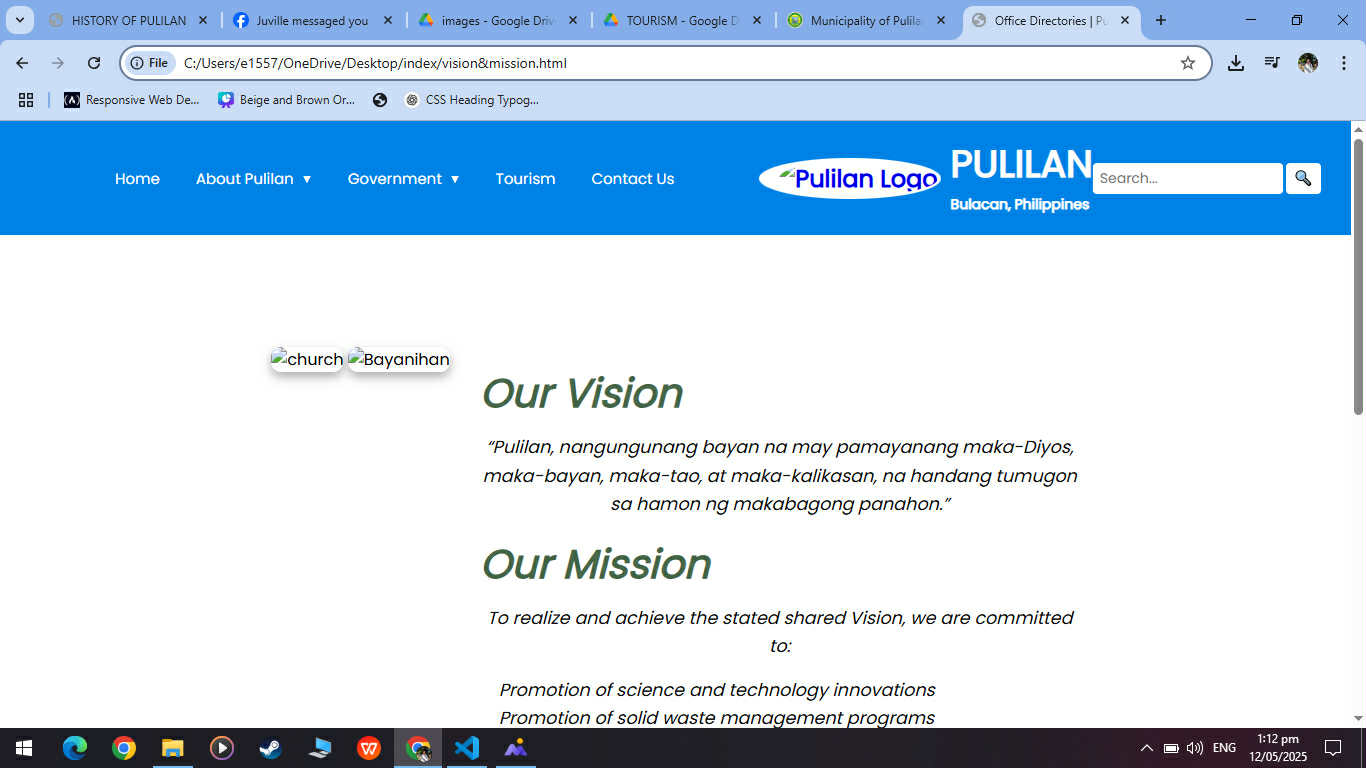 HISTORY OF PULILAN
Juville messaged you
images - Google Driv
TOURISM - Google D
Municipality of Pulila
Office Directories | Pu
File
C:/Users/e1557/OneDrive/Desktop/index/vision&mission.html
Responsive Web De...
Beige and Brown Or...
CSS Heading Typog...
Home
About Pulilan ▼
Government ▼
Tourism
Contact Us
Pulilan Logo
PULILAN
Bulacan, Philippines
Search...
church
Bayanihan
Our Vision
“Pulilan, nangungunang bayan na may pamayanang maka-Diyos,
maka-bayan, maka-tao, at maka-kalikasan, na handang tumugon
sa hamon ng makabagong panahon.”
Our Mission
To realize and achieve the stated shared Vision, we are committed
to:
Promotion of science and technology innovations
Promotion of solid waste management programs
ENG
1:12 pm
12/05/2025